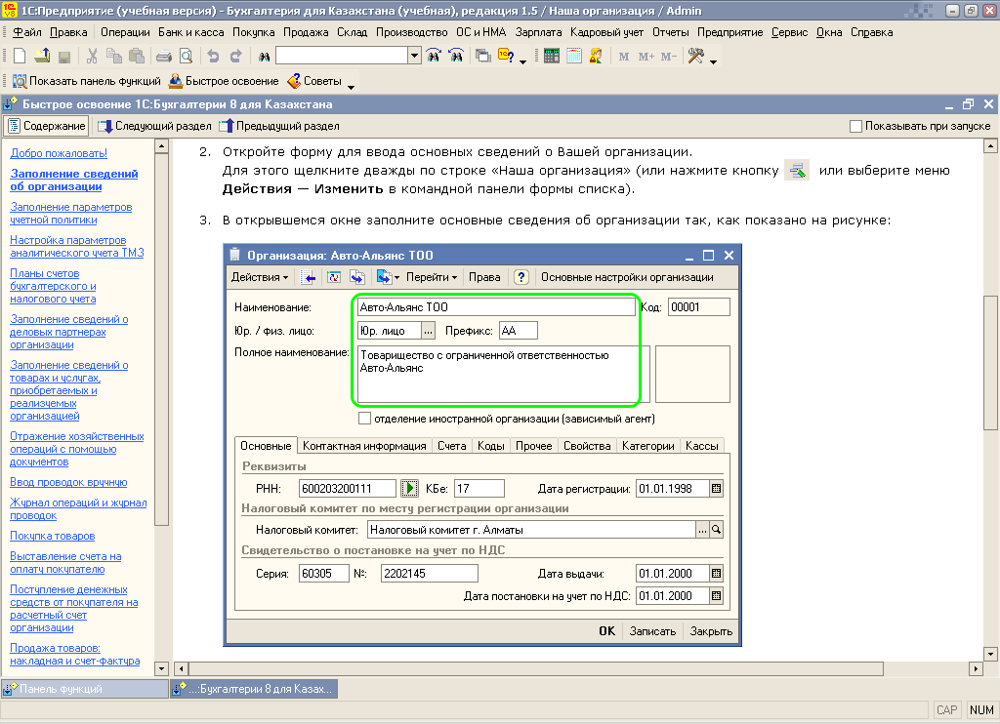 1С:Предприятие (учебная версия) - Бухгалтерия для Казахстана (учебная), редакция 1.5 / Наша организация / Admin
Файл Правка Операции Банк и касса Покупка Продажа Склад Производство ОС и НМА Зарплата Кадровый учет Отчеты Предприятие Сервис Окна Справка
M M+ M-
Показать панель функций Быстрое освоение Советы
Быстрое освоение 1С:Бухгалтерии 8 для Казахстана
Содержание Следующий раздел Предыдущий раздел Показывать при запуске
Добро пожаловать!
Заполнение сведений
об организации
Заполнение параметров
учетной политики
Настройка параметров
аналитического учета ТМЗ
Планы счетов
бухгалтерского и
налогового учета
Заполнение сведений о
деловых партнерах
организации
Заполнение сведений о
товарах и услугах,
приобретаемых и
реализуемых
организацией
Отражение хозяйственных
операций с помощью
документов
Ввод проводок вручную
Журнал операций и журнал
проводок
Покупка товаров
Выставление счета на
оплату покупателю
Поступление денежных
средств от покупателя на
расчетный счет
организации
Продажа товаров:
накладная и счет-фактура
2. Откройте форму для ввода основных сведений о Вашей организации.
Для этого щелкните дважды по строке «Наша организация» (или нажмите кнопку или выберите меню
Действия — Изменить в командной панели формы списка).
3. В открывшемся окне заполните основные сведения об организации так, как показано на рисунке:
Организация: Авто-Альянс ТОО
Действия Перейти Права ? Основные настройки организации
Наименование: Авто-Альянс ТОО Код: 00001
Юр. / физ. лицо: Юр. лицо ... Префикс: АА
Полное наименование: Товарищество с ограниченной ответственностью
Авто-Альянс
отделение иностранной организации (зависимый агент)
Основные Контактная информация Счета Коды Прочее Свойства Категории Кассы
Реквизиты
РНН: 600203200111 КБе: 17 Дата регистрации: 01.01.1998
Налоговый комитет по месту регистрации организации
Налоговый комитет: Налоговый комитет г. Алматы ...
Свидетельство о постановке на учет по НДС
Серия: 60305 №: 2202145 Дата выдачи: 01.01.2000
Дата постановки на учет по НДС: 01.01.2000
OK Записать Закрыть
Панель функций ...:Бухгалтерии 8 для Казах...
CAP NUM